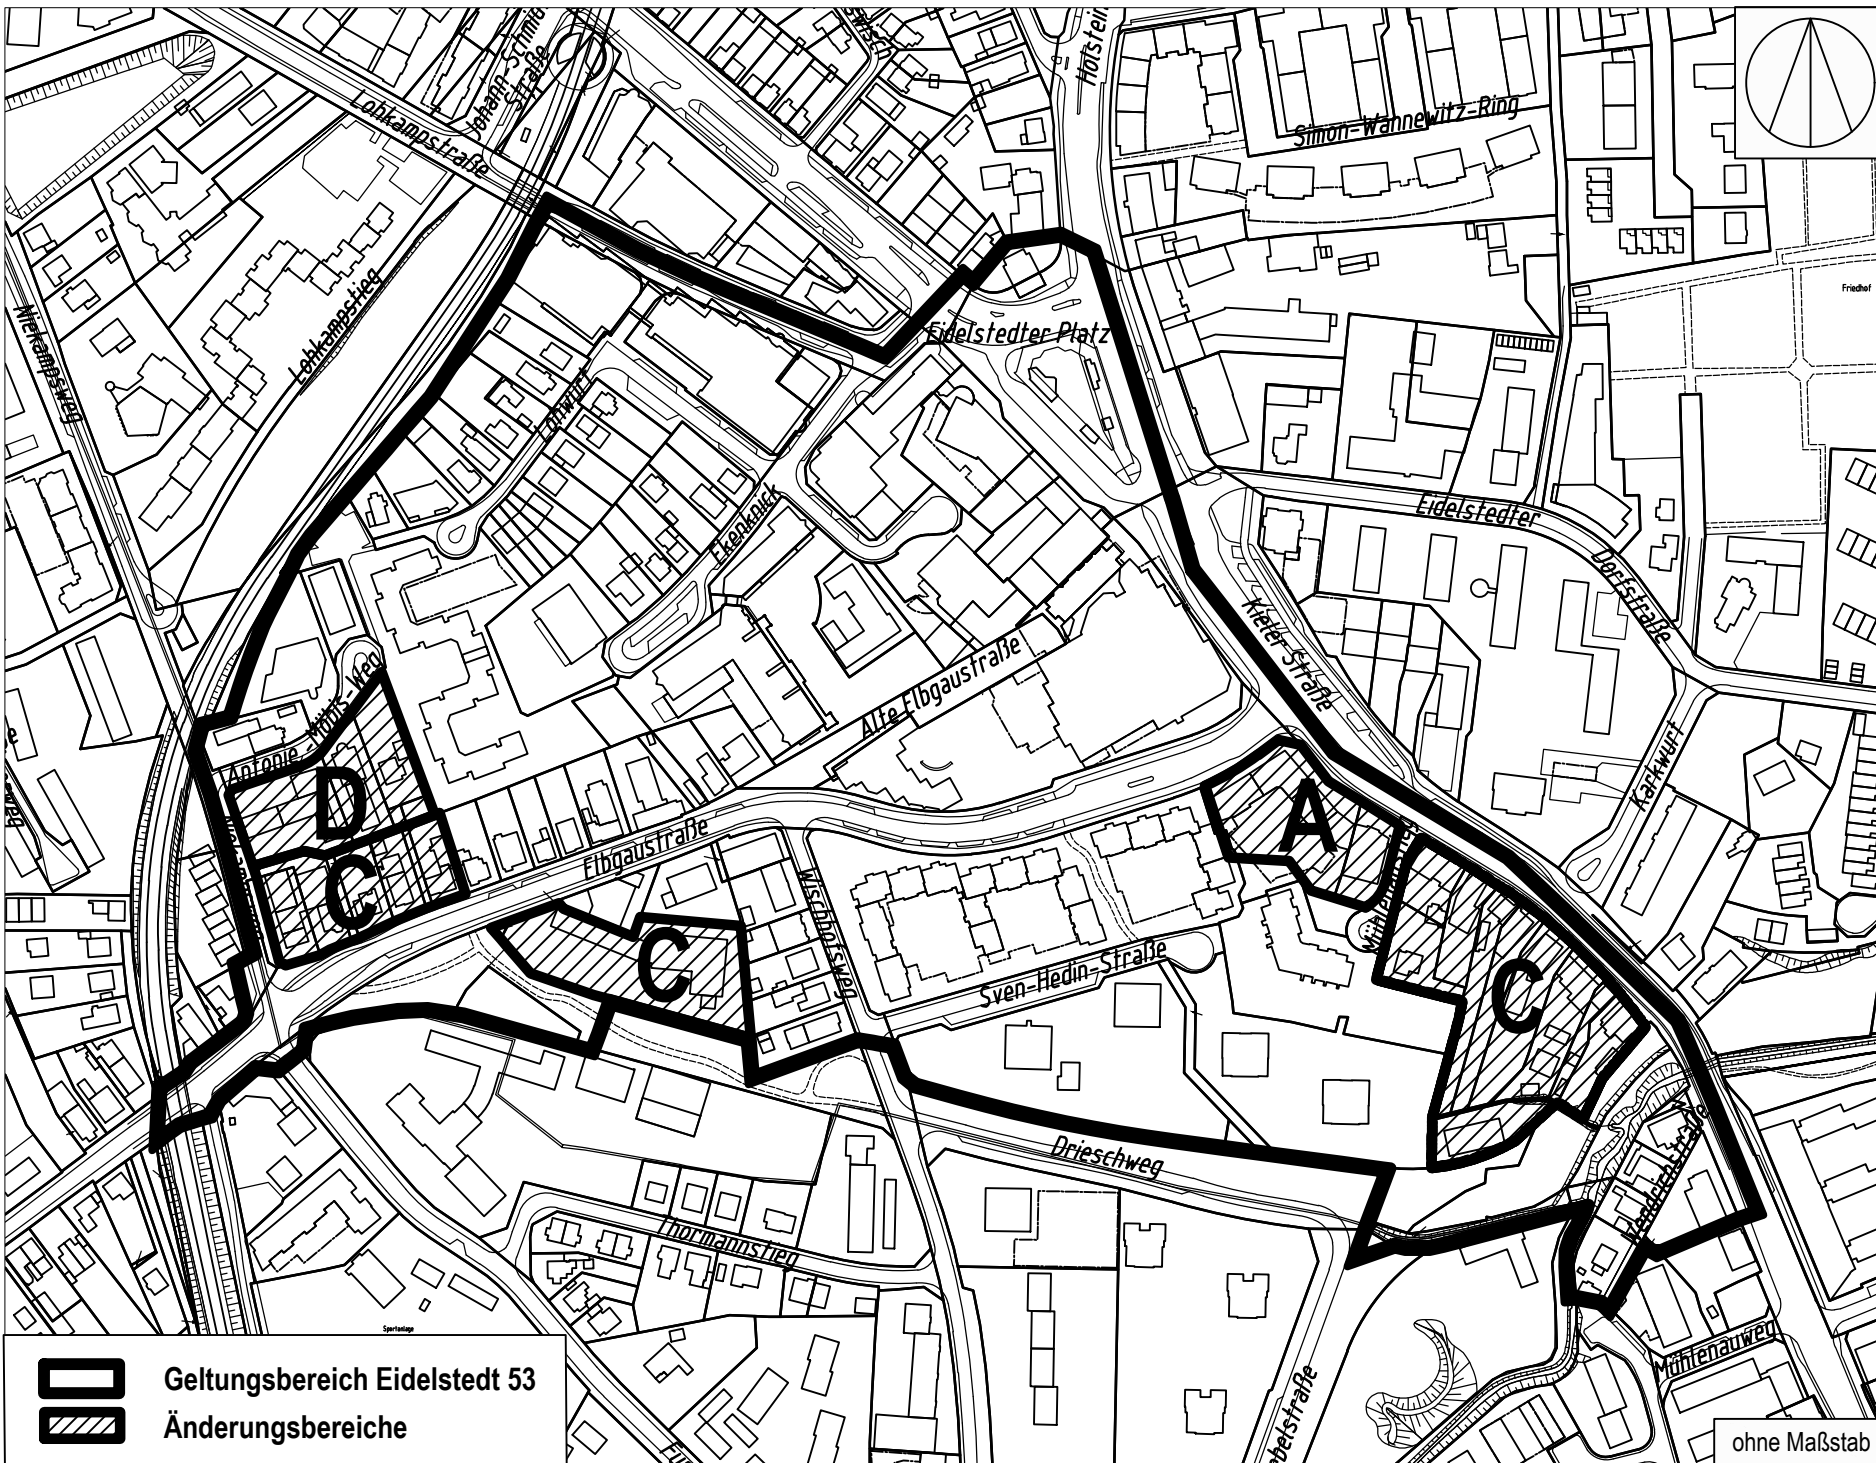 Johann-Schmidt-
Straße
Lohkampstraße
Simon-Wannewitz-Ring
Friedhof
Lohkampstieg
Niekampsweg
Eidelstedter Platz
Lohwurt
Ekenknick
Eidelstedter
Dorfstraße
Kieler Straße
Alte Elbgaustraße
Karkwurt
Antonie-Möbis-Weg
D
A
C
Elbgaustraße
Wischhofsweg
C
C
Sven-Hedin-Straße
Drieschweg
Thormannstieg
Mühlenauweg
Sportanlage
Geltungsbereich Eidelstedt 53
Änderungsbereiche
ohne Maßstab